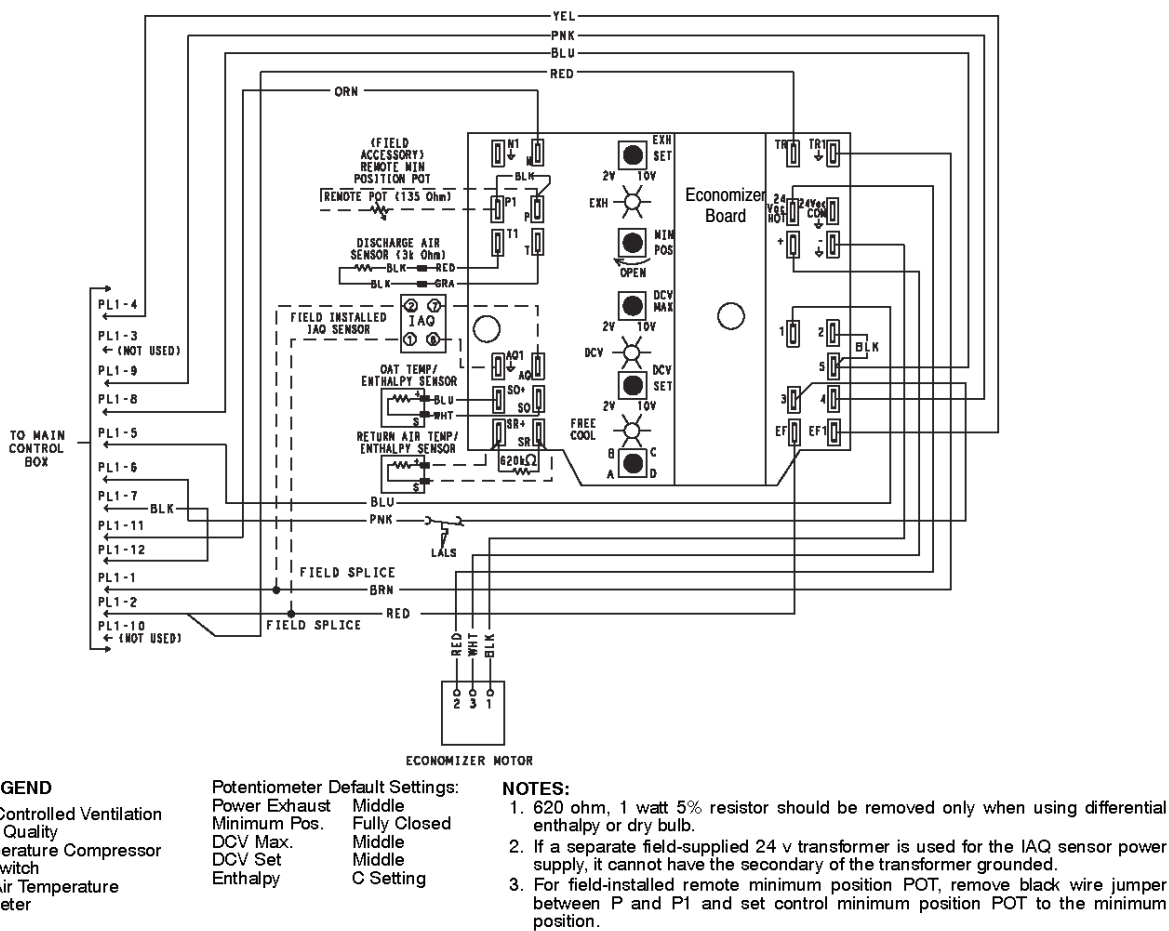 YEL
PNK
BLU
RED
ORN
(FIELD
ACCESSORY)
REMOTE MIN
POSITION POT
REMOTE POT (135 Ohm)
DISCHARGE AIR
SENSOR (3k Ohm)
BLK RED
BLK GRA
FIELD INSTALLED
IAQ SENSOR
2 7
IAQ
1 6
OAT TEMP/
ENTHALPY SENSOR
+ BLU
S WHT
RETURN AIR TEMP/
ENTHALPY SENSOR
+
S
620kΩ
N1 N
BLK
P1 P
T1 T
AQ1 AQ
SO+ SO
SR+ SR
EXH
SET
2V 10V
EXH
MIN
POS
OPEN
DCV
MAX
2V 10V
DCV
DCV
SET
2V 10V
FREE
COOL
B C
A D
Economizer
Board
TR TR1
24
Vac
HOT
24Vac
COM
+ -
1 2
BLK
5
3 4
EF EF1
TO MAIN
CONTROL
BOX
PL1-4
PL1-3
(NOT USED)
PL1-9
PL1-8
PL1-5
PL1-6
PL1-7
BLK
PL1-11
PL1-12
PL1-1
PL1-2
PL1-10
(NOT USED)
BLU
PNK
LALS
FIELD SPLICE
BRN
RED
FIELD SPLICE
RED WHT BLK
2 3 1
ECONOMIZER MOTOR
GEND
Controlled Ventilation
Quality
erature Compressor
witch
Air Temperature
eter
Potentiometer Default Settings:
Power Exhaust Middle
Minimum Pos. Fully Closed
DCV Max. Middle
DCV Set Middle
Enthalpy C Setting
NOTES:
1. 620 ohm, 1 watt 5% resistor should be removed only when using differential
enthalpy or dry bulb.
2. If a separate field-supplied 24 v transformer is used for the IAQ sensor power
supply, it cannot have the secondary of the transformer grounded.
3. For field-installed remote minimum position POT, remove black wire jumper
between P and P1 and set control minimum position POT to the minimum
position.